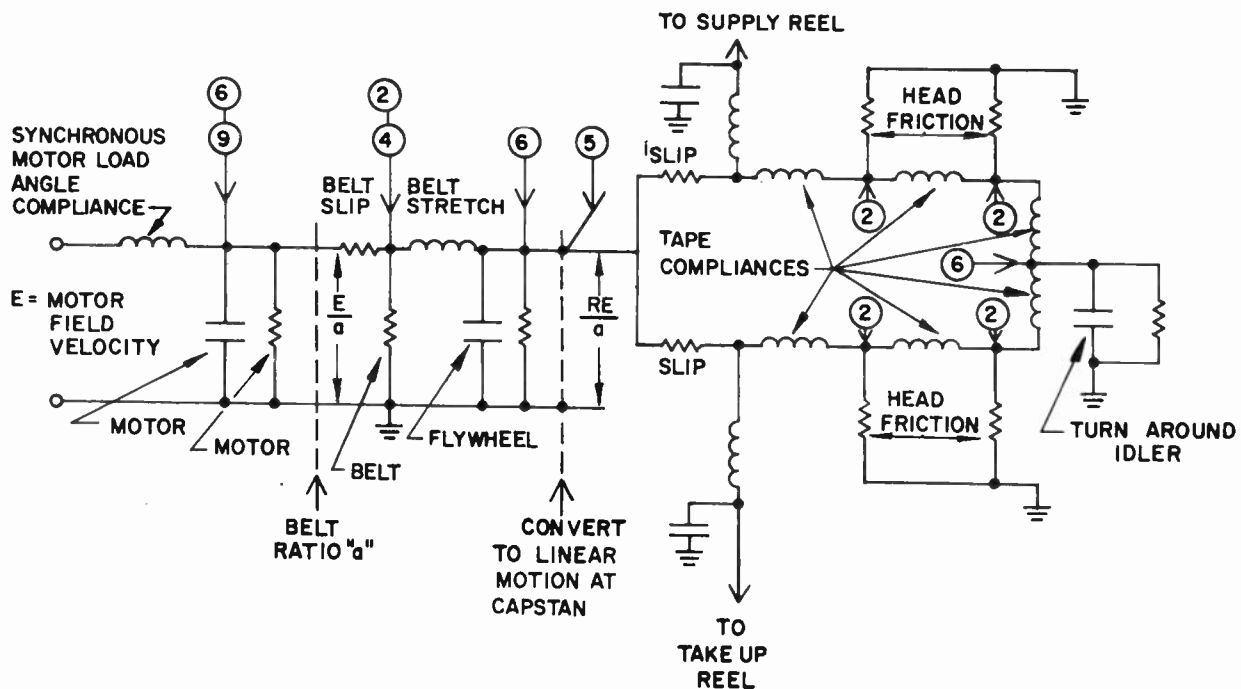 TO SUPPLY REEL
6
9
2
4
6
5
SYNCHRONOUS
MOTOR LOAD
ANGLE
COMPLIANCE
BELT
SLIP
BELT
STRETCH
iSLIP
HEAD
FRICTION
2
2
TAPE
COMPLIANCES
6
E = MOTOR
FIELD
VELOCITY
E/a
RE/a
2
2
SLIP
MOTOR
MOTOR
BELT
FLYWHEEL
HEAD
FRICTION
TURN AROUND
IDLER
BELT
RATIO "a"
CONVERT
TO LINEAR
MOTION AT
CAPSTAN
TO
TAKE UP
REEL